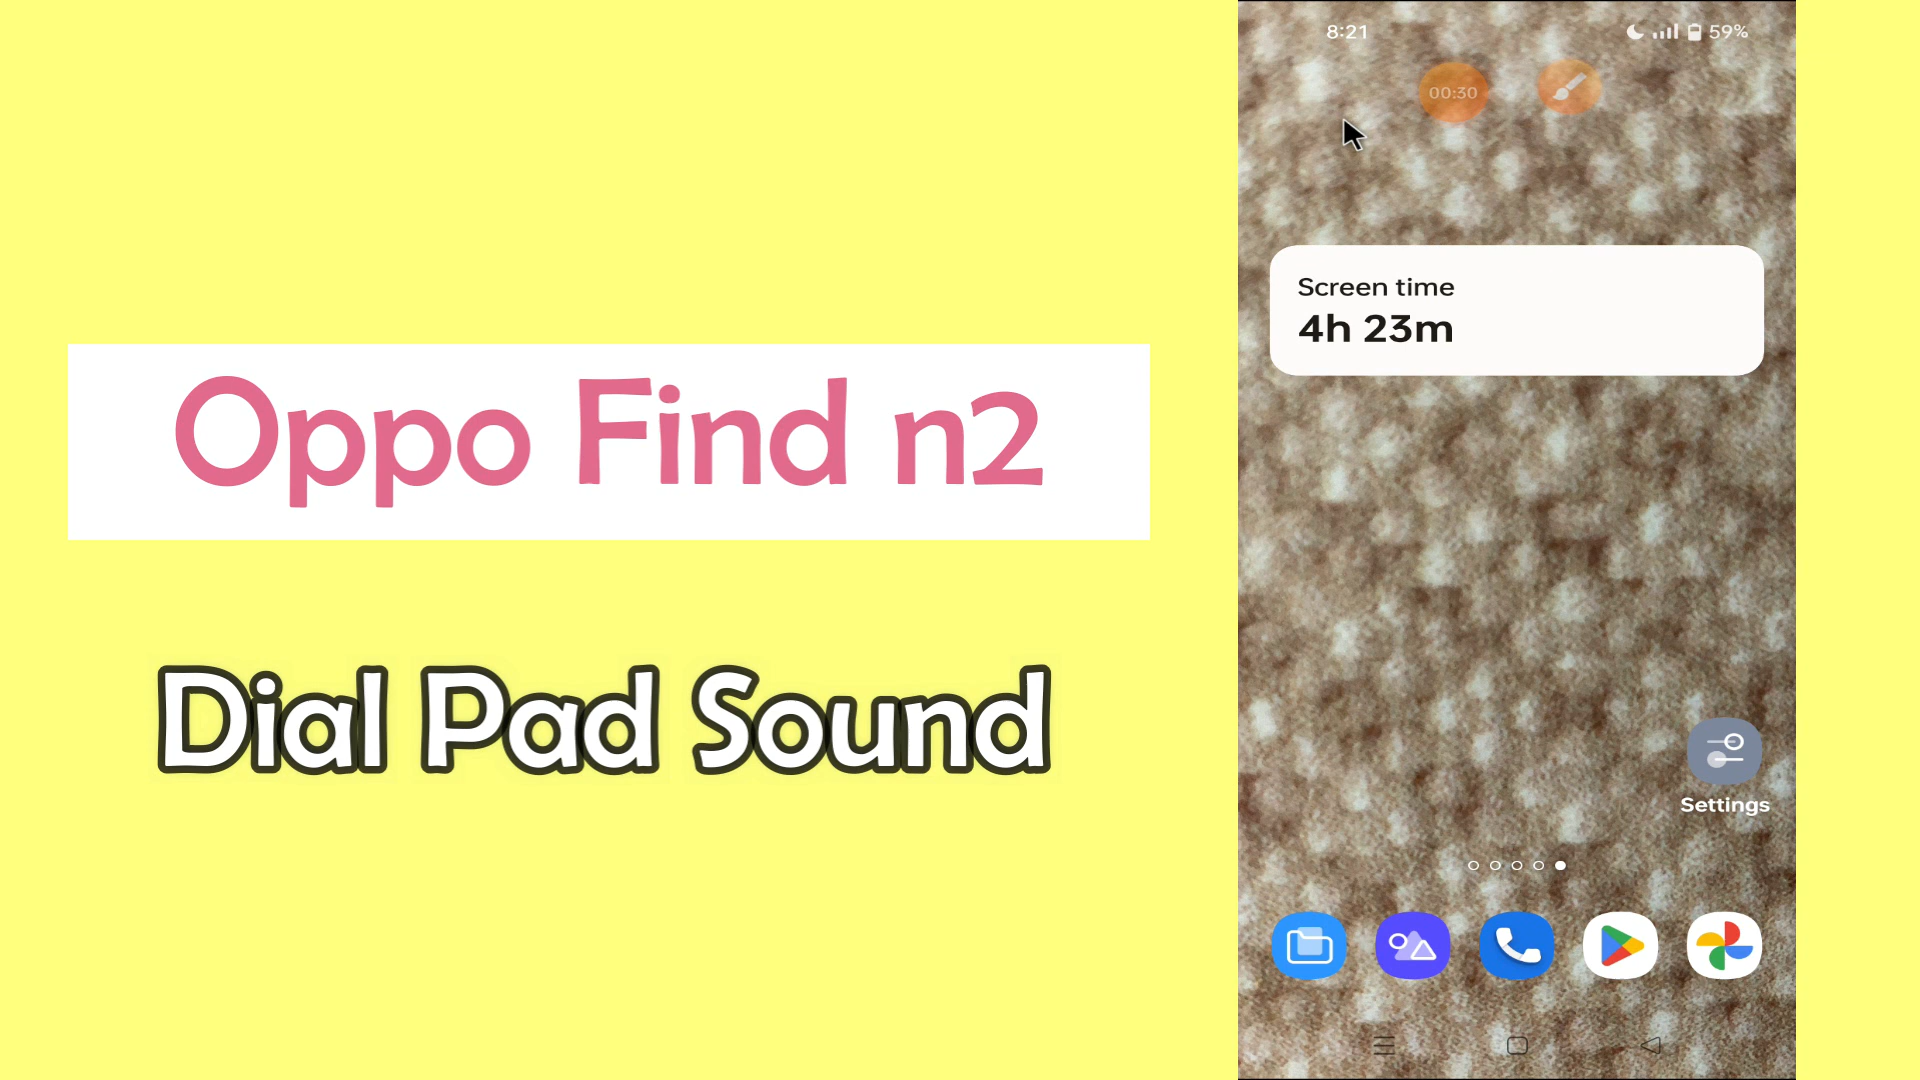 Oppo Find n2
Dial Pad Sound
8:21
59%
00:30
Screen time
4h 23m
Settings